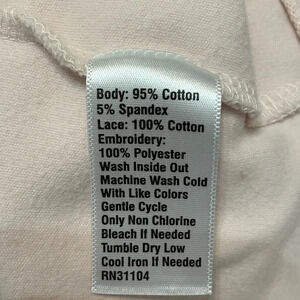 Body: 95% Cotton
5% Spandex
Lace: 100% Cotton
Embroidery:
100% Polyester
Wash Inside Out
Machine Wash Cold
With Like Colors
Gentle Cycle
Only Non Chlorine
Bleach If Needed
Tumble Dry Low
Cool Iron If Needed
RN31104